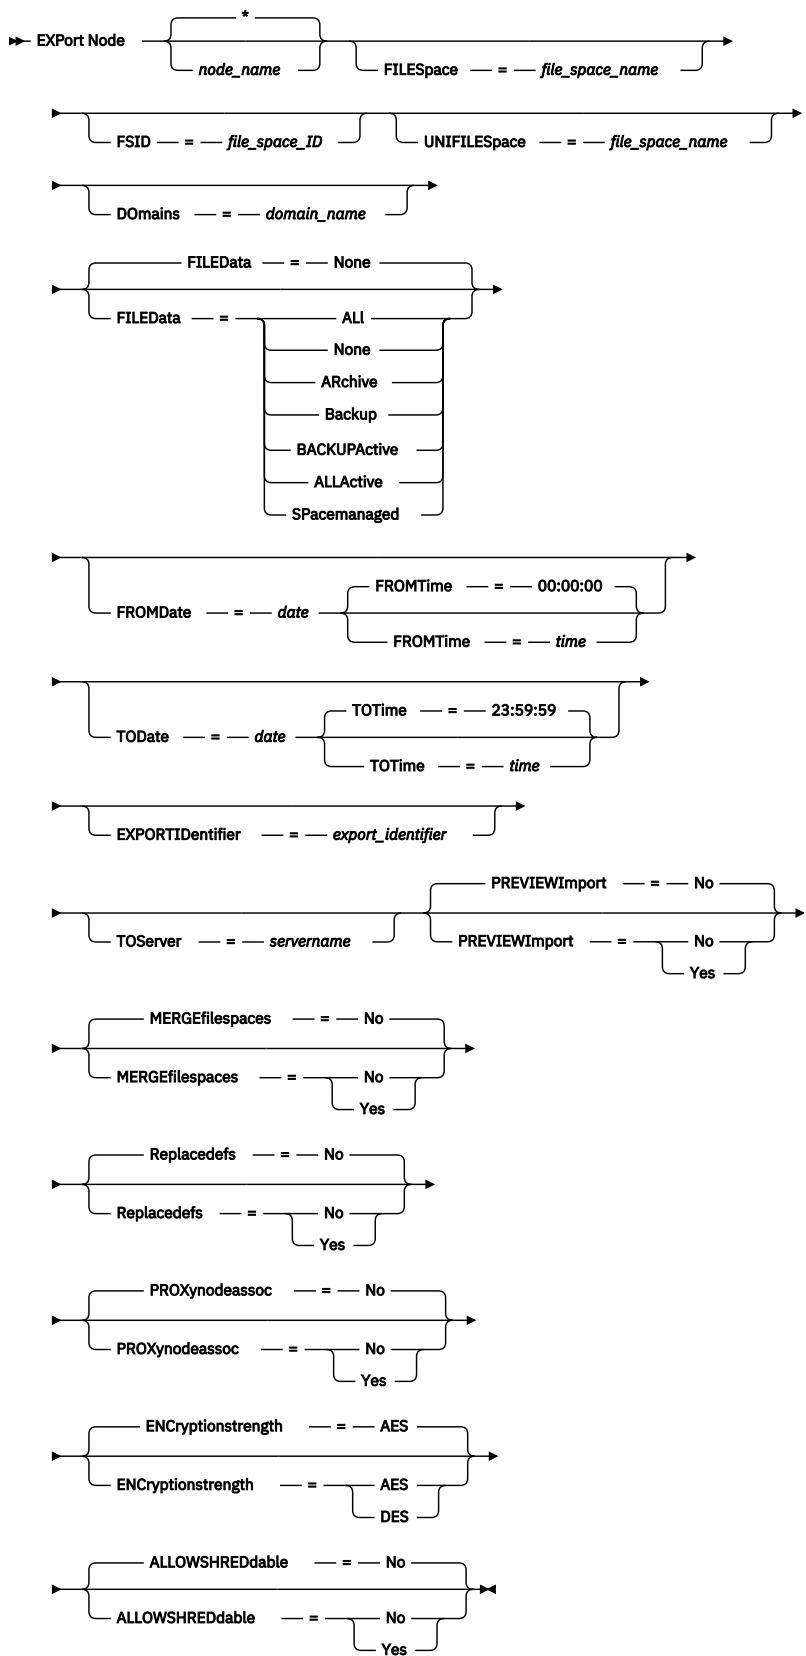 *
EXPort Node
node_name
FILESpace = file_space_name
FSID = file_space_ID
UNIFILESpace = file_space_name
DOmains = domain_name
FILEData = None
FILEData = ALl
None
ARchive
Backup
BACKUPActive
ALLActive
SPacemanaged
FROMTime = 00:00:00
FROMDate = date
FROMTime = time
TOTime = 23:59:59
TODate = date
TOTime = time
EXPORTIDentifier = export_identifier
PREVIEWImport = No
TOServer = servername
PREVIEWImport = No
Yes
MERGEfilespaces = No
MERGEfilespaces = No
Yes
Replacedefs = No
Replacedefs = No
Yes
PROXynodeassoc = No
PROXynodeassoc = No
Yes
ENCryptionstrength = AES
ENCryptionstrength = AES
DES
ALLOWSHREDdable = No
ALLOWSHREDdable = No
Yes